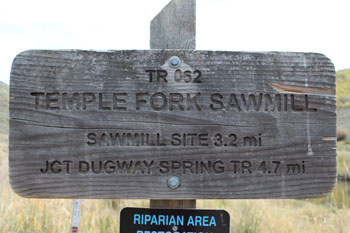 TR 062
TEMPLE FORK SAWMILL
SAWMILL SITE 3.2 mi
JCT DUGWAY SPRING TR 4.7 mi
RIPARIAN AREA
RESTORATION